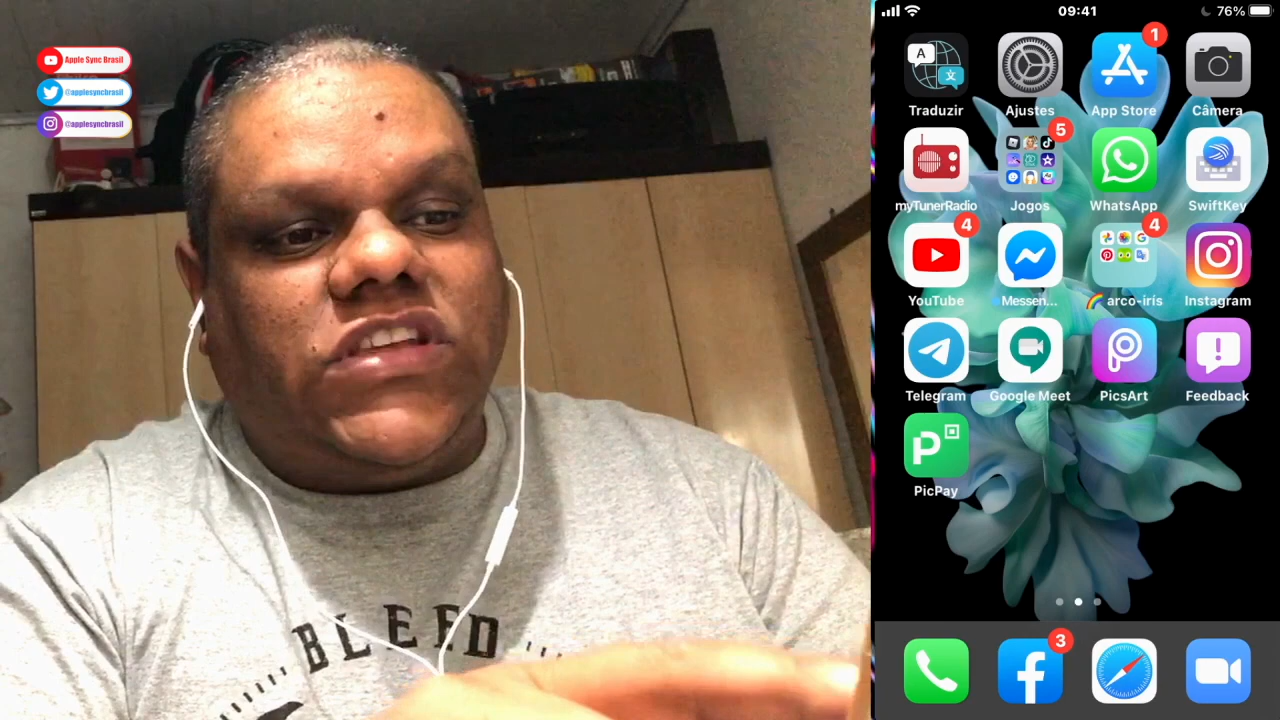 Apple Sync Brasil
@applesyncbrasil
@applesyncbrasil
BLEED
09:41
76%
1
A
文
Traduzir
Ajustes
App Store
Câmera
5
myTunerRadio
Jogos
WhatsApp
SwiftKey
4
4
YouTube
Messen...
arco-íris
Instagram
Telegram
Google Meet
PicsArt
Feedback
P
PicPay
3